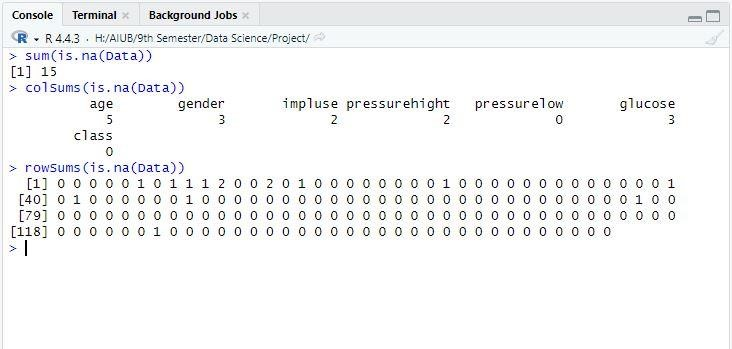 Console Terminal Background Jobs
R 4.4.3 · H:/AIUB/9th Semester/Data Science/Project/
> sum(is.na(Data))
[1] 15
> colSums(is.na(Data))
age gender impluse pressurehight pressurelow glucose
5 3 2 2 0 3
class
0
> rowSums(is.na(Data))
[1] 0 0 0 0 0 1 0 1 1 1 2 0 0 2 0 1 0 0 0 0 0 0 0 0 1 0 0 0 0 0 0 0 0 0 0 0 0 0 1
[40] 0 1 0 0 0 0 0 0 1 0 0 0 0 0 0 0 0 0 0 0 0 0 0 0 0 0 0 0 0 0 0 0 0 0 0 0 1 0 0
[79] 0 0 0 0 0 0 0 0 0 0 0 0 0 0 0 0 0 0 0 0 0 0 0 0 0 0 0 0 0 0 0 0 0 0 0 0 0 0 0
[118] 0 0 0 0 0 0 1 0 0 0 0 0 0 0 0 0 0 0 0 0 0 0 0 0 0 0 0 0 0 0 0 0 0 0 0
>